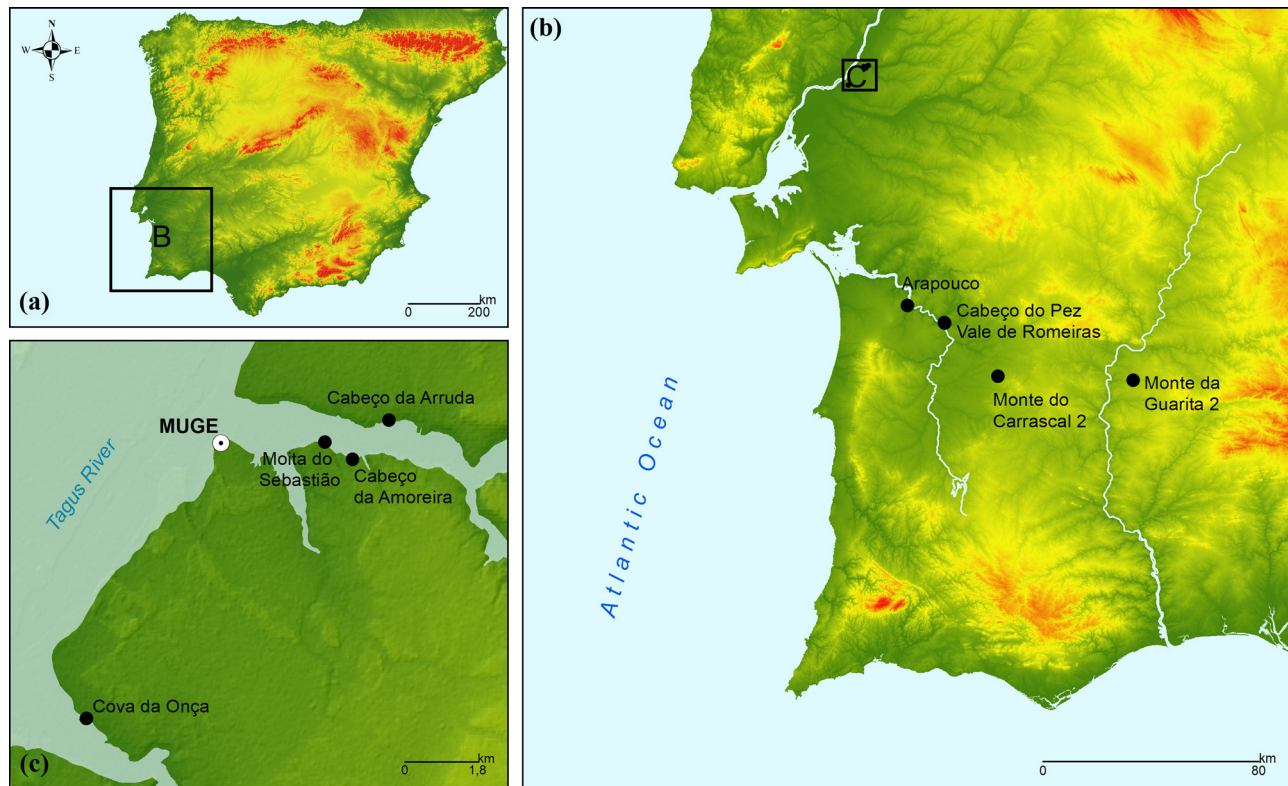 N
W
E
S
B
(a)
km
0
200
(b)
C
Arapouco
Cabeço do Pez
Vale de Romeiras
Monte do
Carrascal 2
Monte da
Guarita 2
Atlantic Ocean
km
0
80
Cabeço da Arruda
MUGE
Moita do
Sebastião
Cabeço
da Amoreira
Tagus River
Cova da Onça
(c)
km
0
1,8